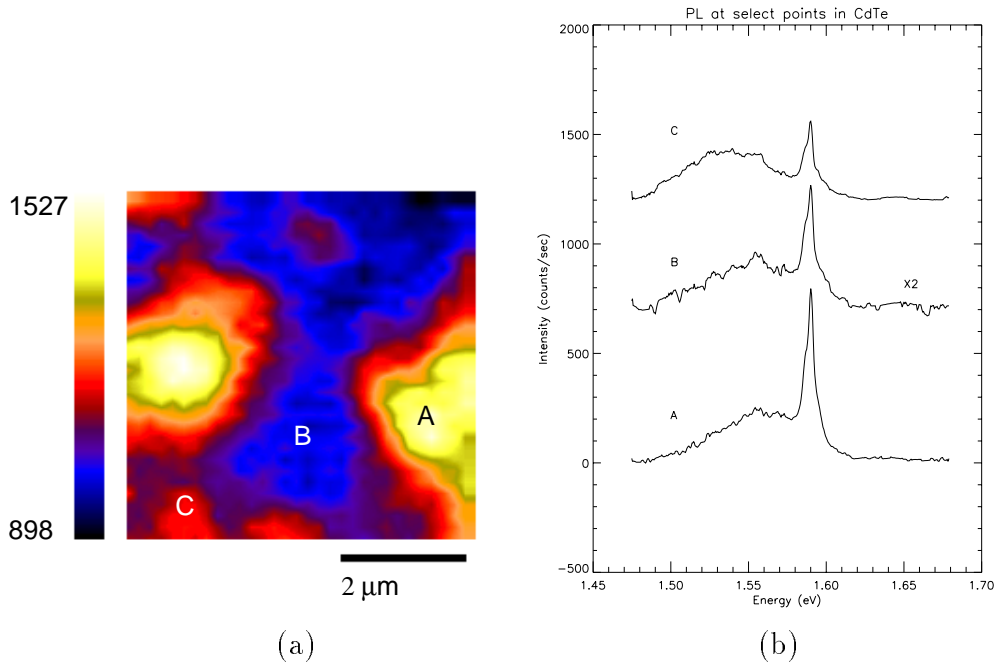 1527
898
A
B
C
2 μm
(a)
PL at select points in CdTe
2000
1500
1000
500
0
−500
Intensity (counts/sec)
C
B
X2
A
1.45 1.50 1.55 1.60 1.65 1.70
Energy (eV)
(b)